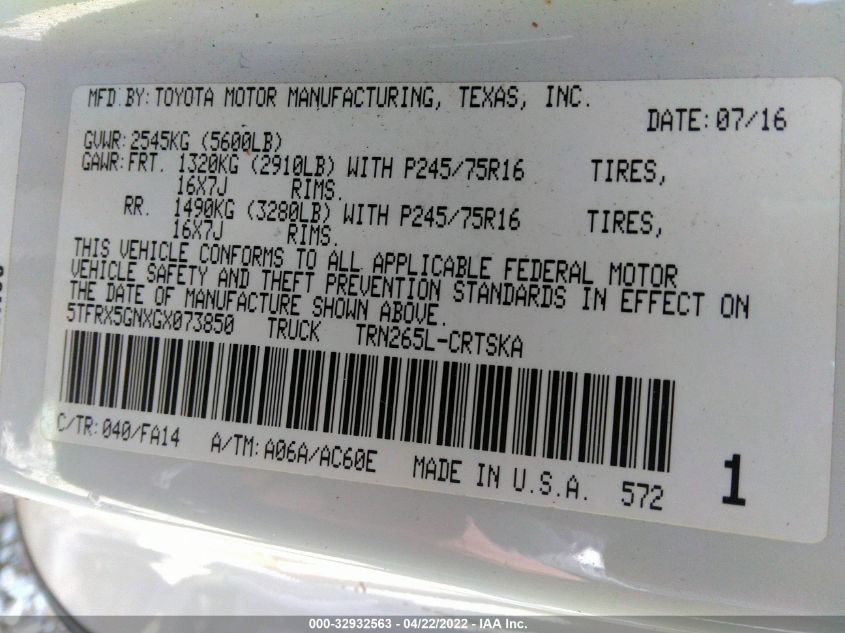 MFD.BY:TOYOTA MOTOR MANUFACTURING, TEXAS, INC.
DATE:07/16
GVWR:2545KG (5600LB)
GAWR:FRT. 1320KG (2910LB) WITH P245/75R16 TIRES,
16X7J RIMS.
RR. 1490KG (3280LB) WITH P245/75R16 TIRES,
16X7J RIMS.
THIS VEHICLE CONFORMS TO ALL APPLICABLE FEDERAL MOTOR
VEHICLE SAFETY AND THEFT PREVENTION STANDARDS IN EFFECT ON
THE DATE OF MANUFACTURE SHOWN ABOVE.
5TFRX5GNXGX073850 TRUCK TRN265L-CRTSKA
C/TR:040/FA14 A/TM:A06A/AC60E MADE IN U.S.A. 572 1
000-32932563 - 04/22/2022 - IAA Inc.